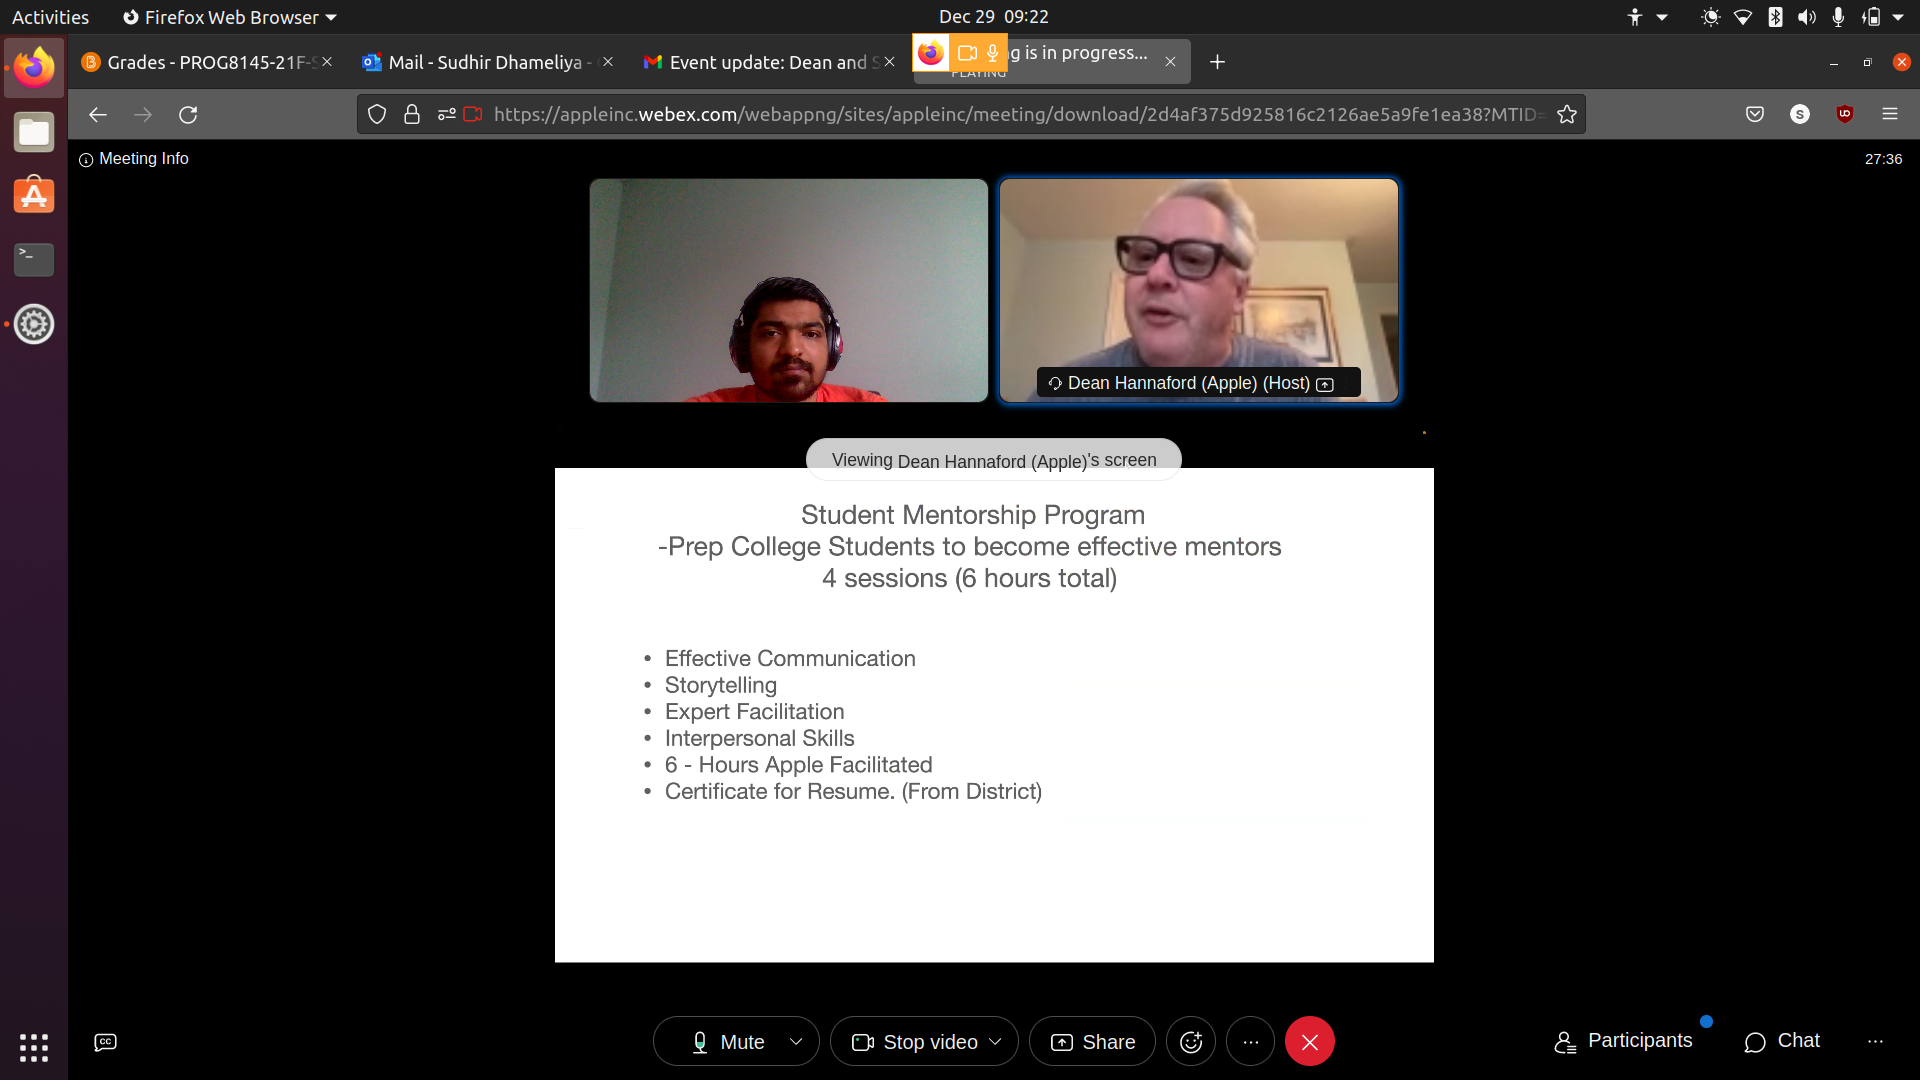 Activities
Firefox Web Browser
Dec 29 09:22
Grades - PROG8145-21F-S
Mail - Sudhir Dhameliya -
Event update: Dean and S
g is in progress...
PLAYING
https://appleinc.webex.com/webappng/sites/appleinc/meeting/download/2d4af375d925816c2126ae5a9fe1ea38?MTID=
S
Meeting Info
27:36
Dean Hannaford (Apple) (Host)
Viewing Dean Hannaford (Apple)'s screen
Student Mentorship Program
-Prep College Students to become effective mentors
4 sessions (6 hours total)
• Effective Communication
• Storytelling
• Expert Facilitation
• Interpersonal Skills
• 6 - Hours Apple Facilitated
• Certificate for Resume. (From District)
CC
Mute
Stop video
Share
Participants
Chat